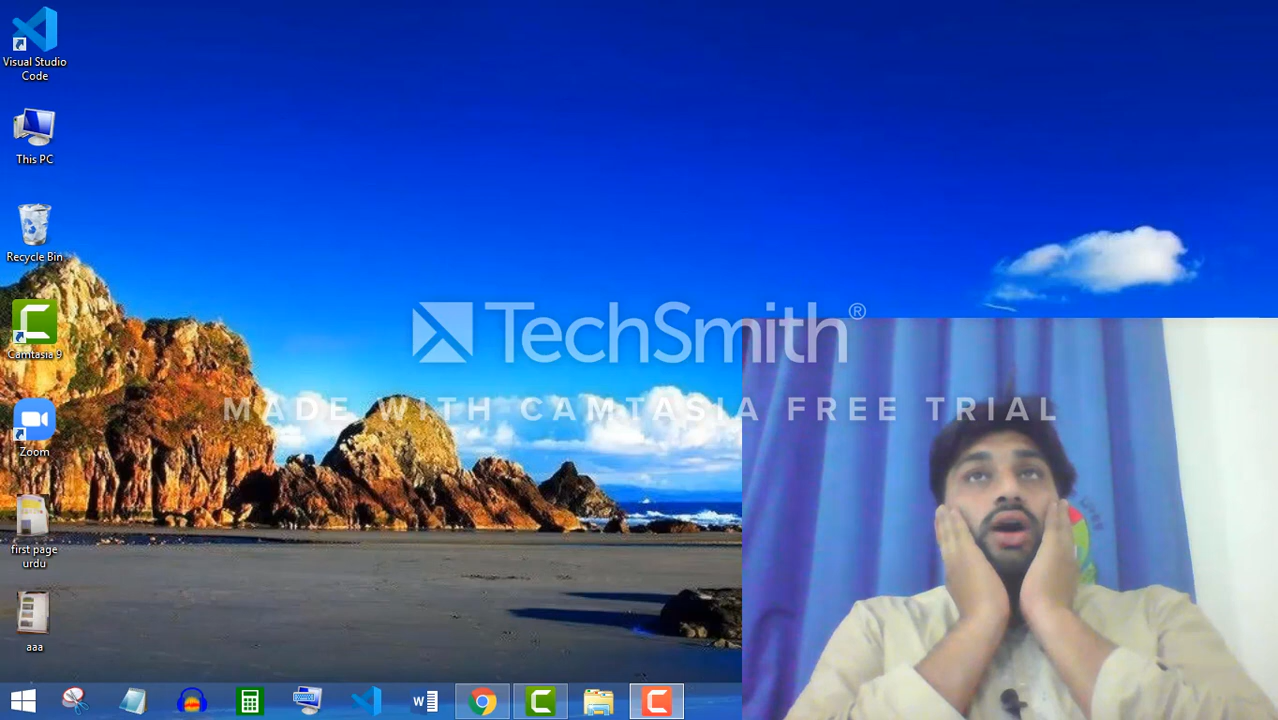 Visual Studio
Code
This PC
Recycle Bin
Camtasia 9
Zoom
first page
urdu
aaa
TechSmith®
MADE WITH CAMTASIA FREE TRIAL